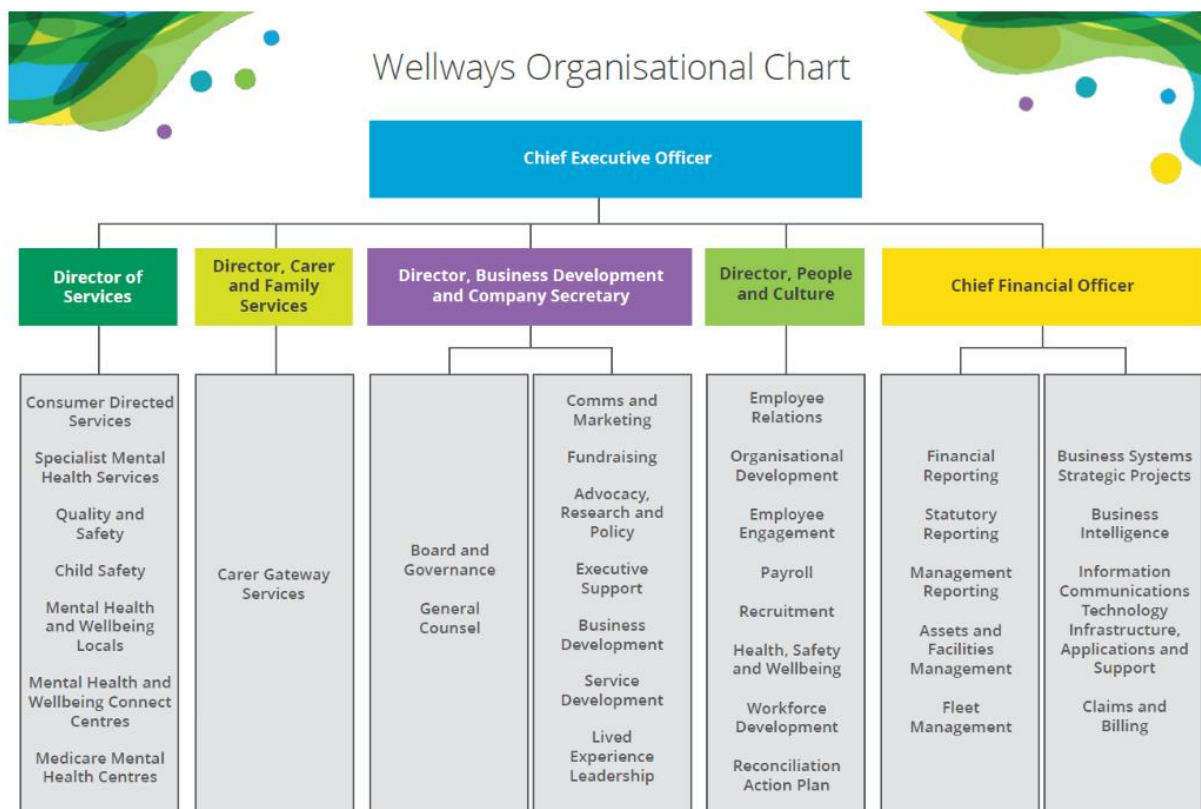 Wellways Organisational Chart
Chief Executive Officer
Director of
Services
Director, Carer
and Family
Services
Director, Business Development
and Company Secretary
Director, People
and Culture
Chief Financial Officer
Consumer Directed
Services
Specialist Mental
Health Services
Quality and
Safety
Child Safety
Mental Health
and Wellbeing
Locals
Mental Health and
Wellbeing Connect
Centres
Medicare Mental
Health Centres
Carer Gateway
Services
Board and
Governance
General
Counsel
Comms and
Marketing
Fundraising
Advocacy,
Research and
Policy
Executive
Support
Business
Development
Service
Development
Lived
Experience
Leadership
Employee
Relations
Organisational
Development
Employee
Engagement
Payroll
Recruitment
Health, Safety
and Wellbeing
Workforce
Development
Reconciliation
Action Plan
Financial
Reporting
Statutory
Reporting
Management
Reporting
Assets and
Facilities
Management
Fleet
Management
Business Systems
Strategic Projects
Business
Intelligence
Information
Communications
Technology
Infrastructure,
Applications and
Support
Claims and
Billing